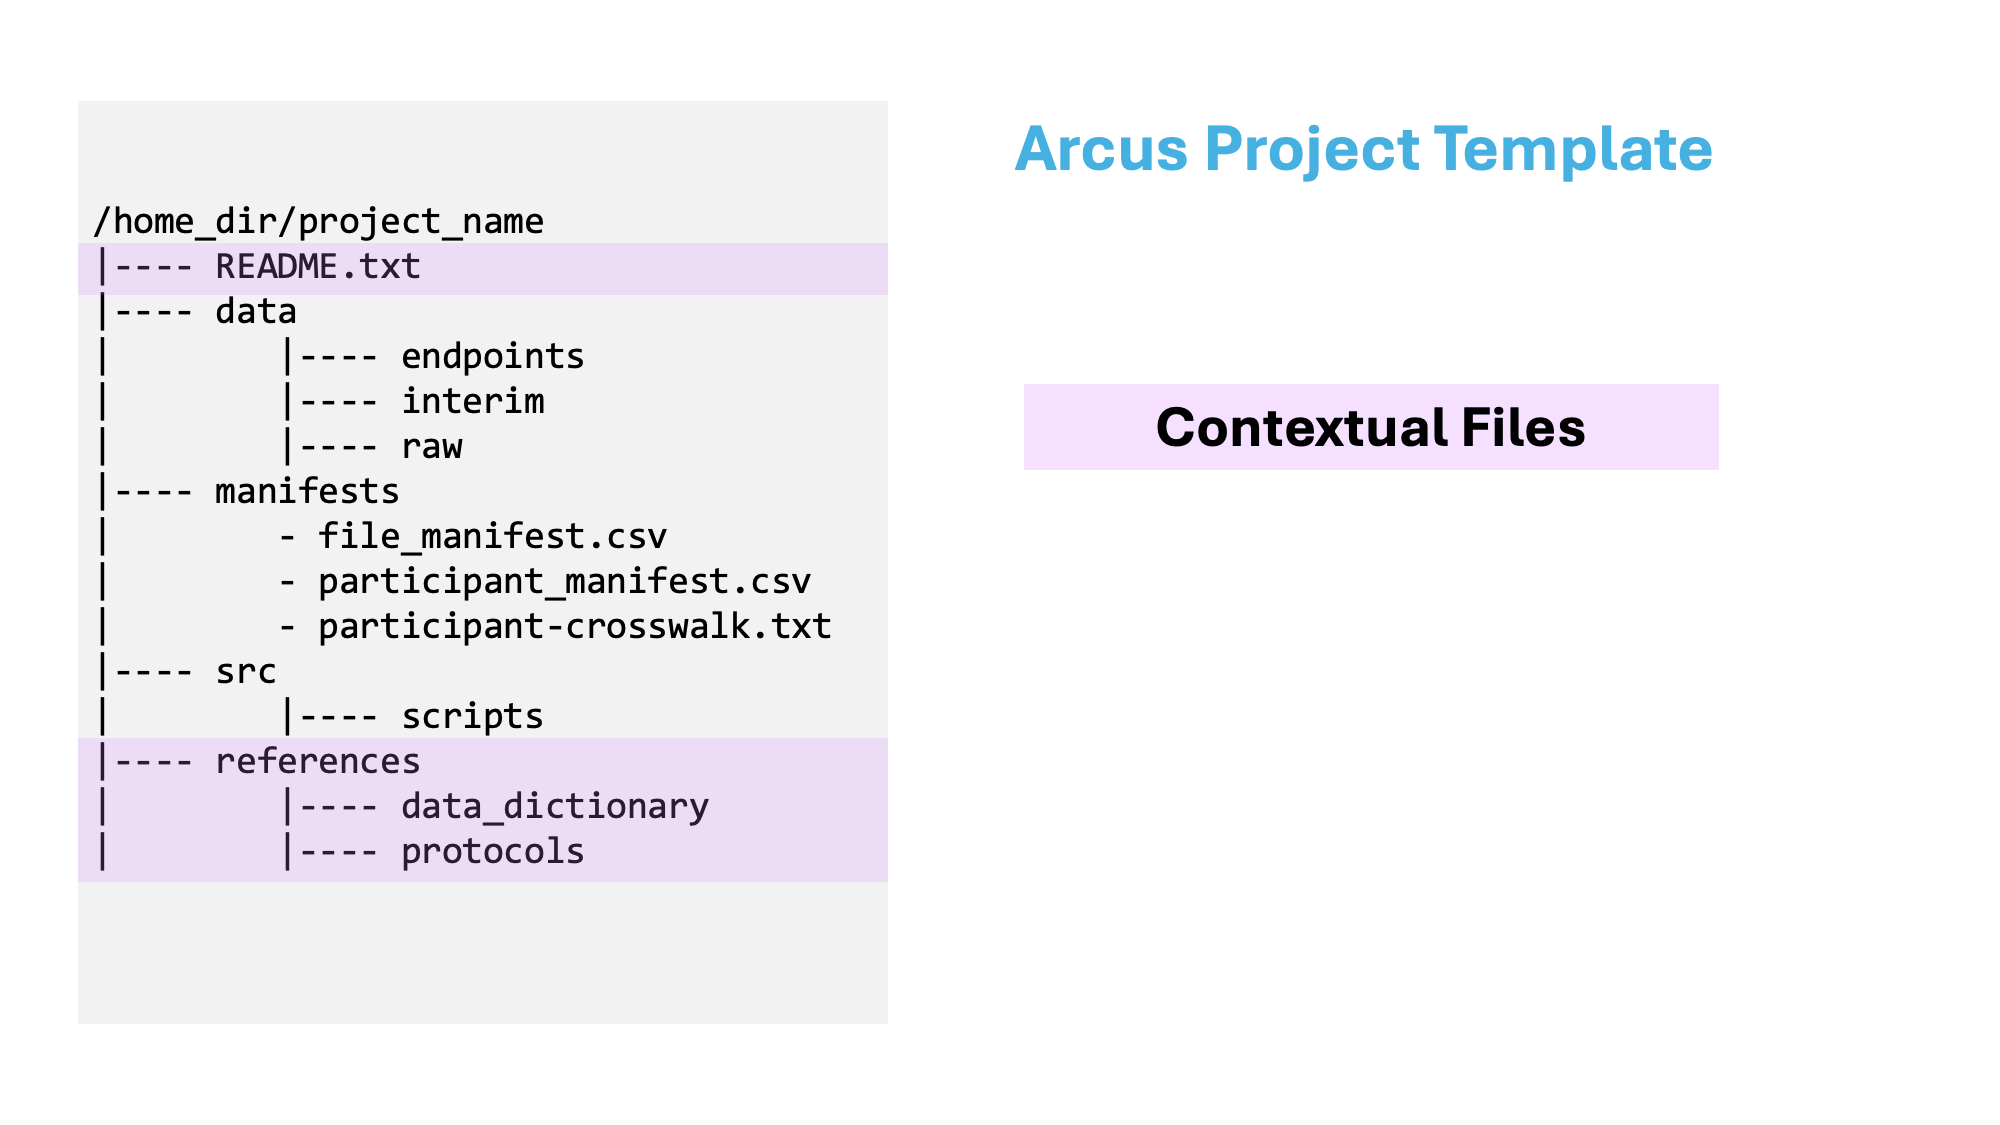 /home_dir/project_name
|---- README.txt
|---- data
|        |---- endpoints
|        |---- interim
|        |---- raw
|---- manifests
|        - file_manifest.csv
|        - participant_manifest.csv
|        - participant-crosswalk.txt
|---- src
|        |---- scripts
|---- references
|        |---- data_dictionary
|        |---- protocols
Arcus Project Template
Contextual Files